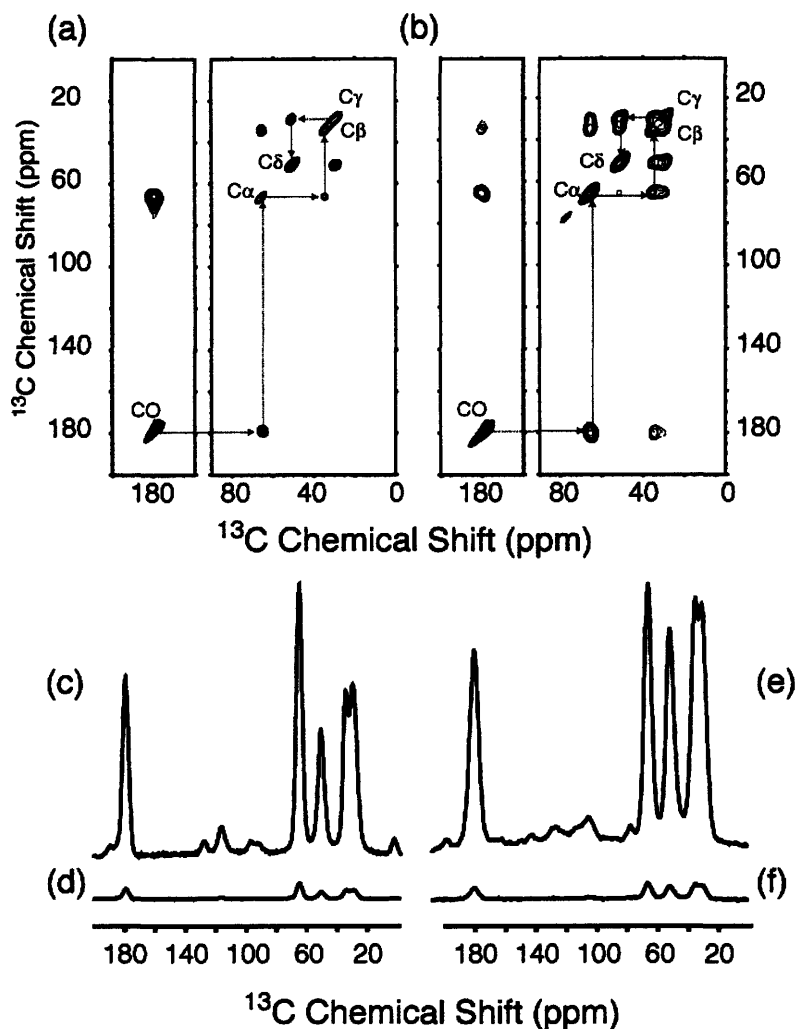 (a)
(b)
20
60
100
140
180
Cγ
Cβ
Cδ
Cα
CO
20
60
100
140
180
Cγ
Cβ
Cδ
Cα
CO
¹³C Chemical Shift (ppm)
180
80
40
0
180
80
40
0
¹³C Chemical Shift (ppm)
(c)
(e)
(d)
(f)
180 140 100 60 20
180 140 100 60 20
¹³C Chemical Shift (ppm)